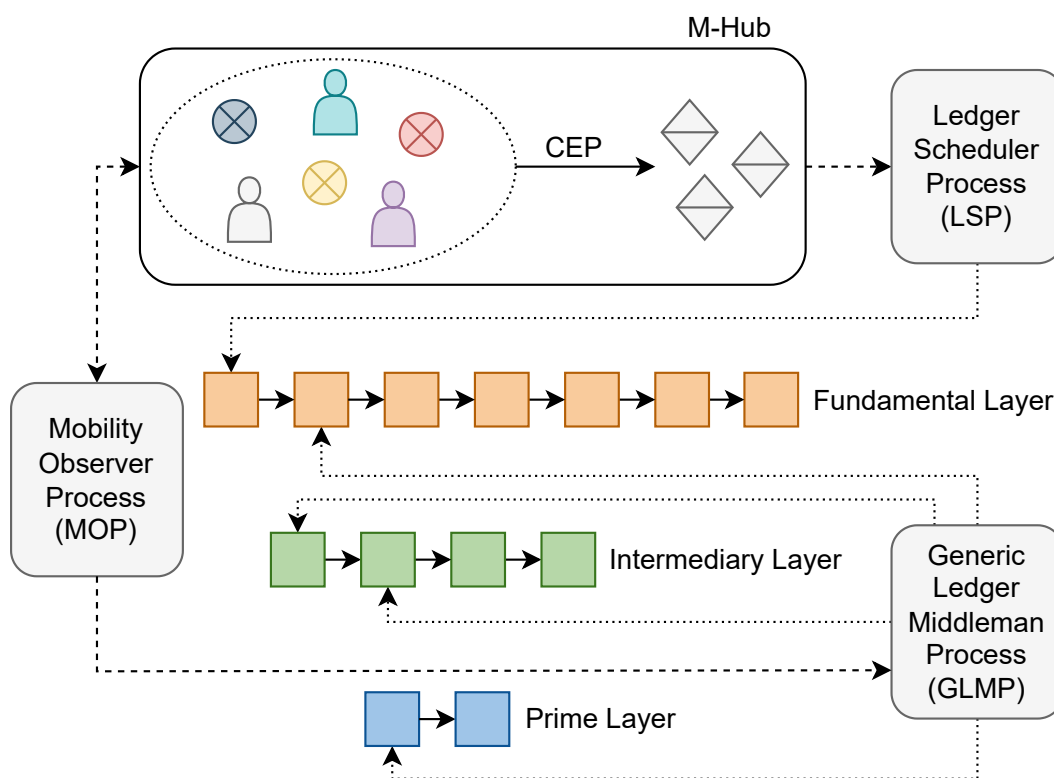 M-Hub
CEP
Ledger
Scheduler
Process
(LSP)
Fundamental Layer
Mobility
Observer
Process
(MOP)
Intermediary Layer
Generic
Ledger
Middleman
Process
(GLMP)
Prime Layer